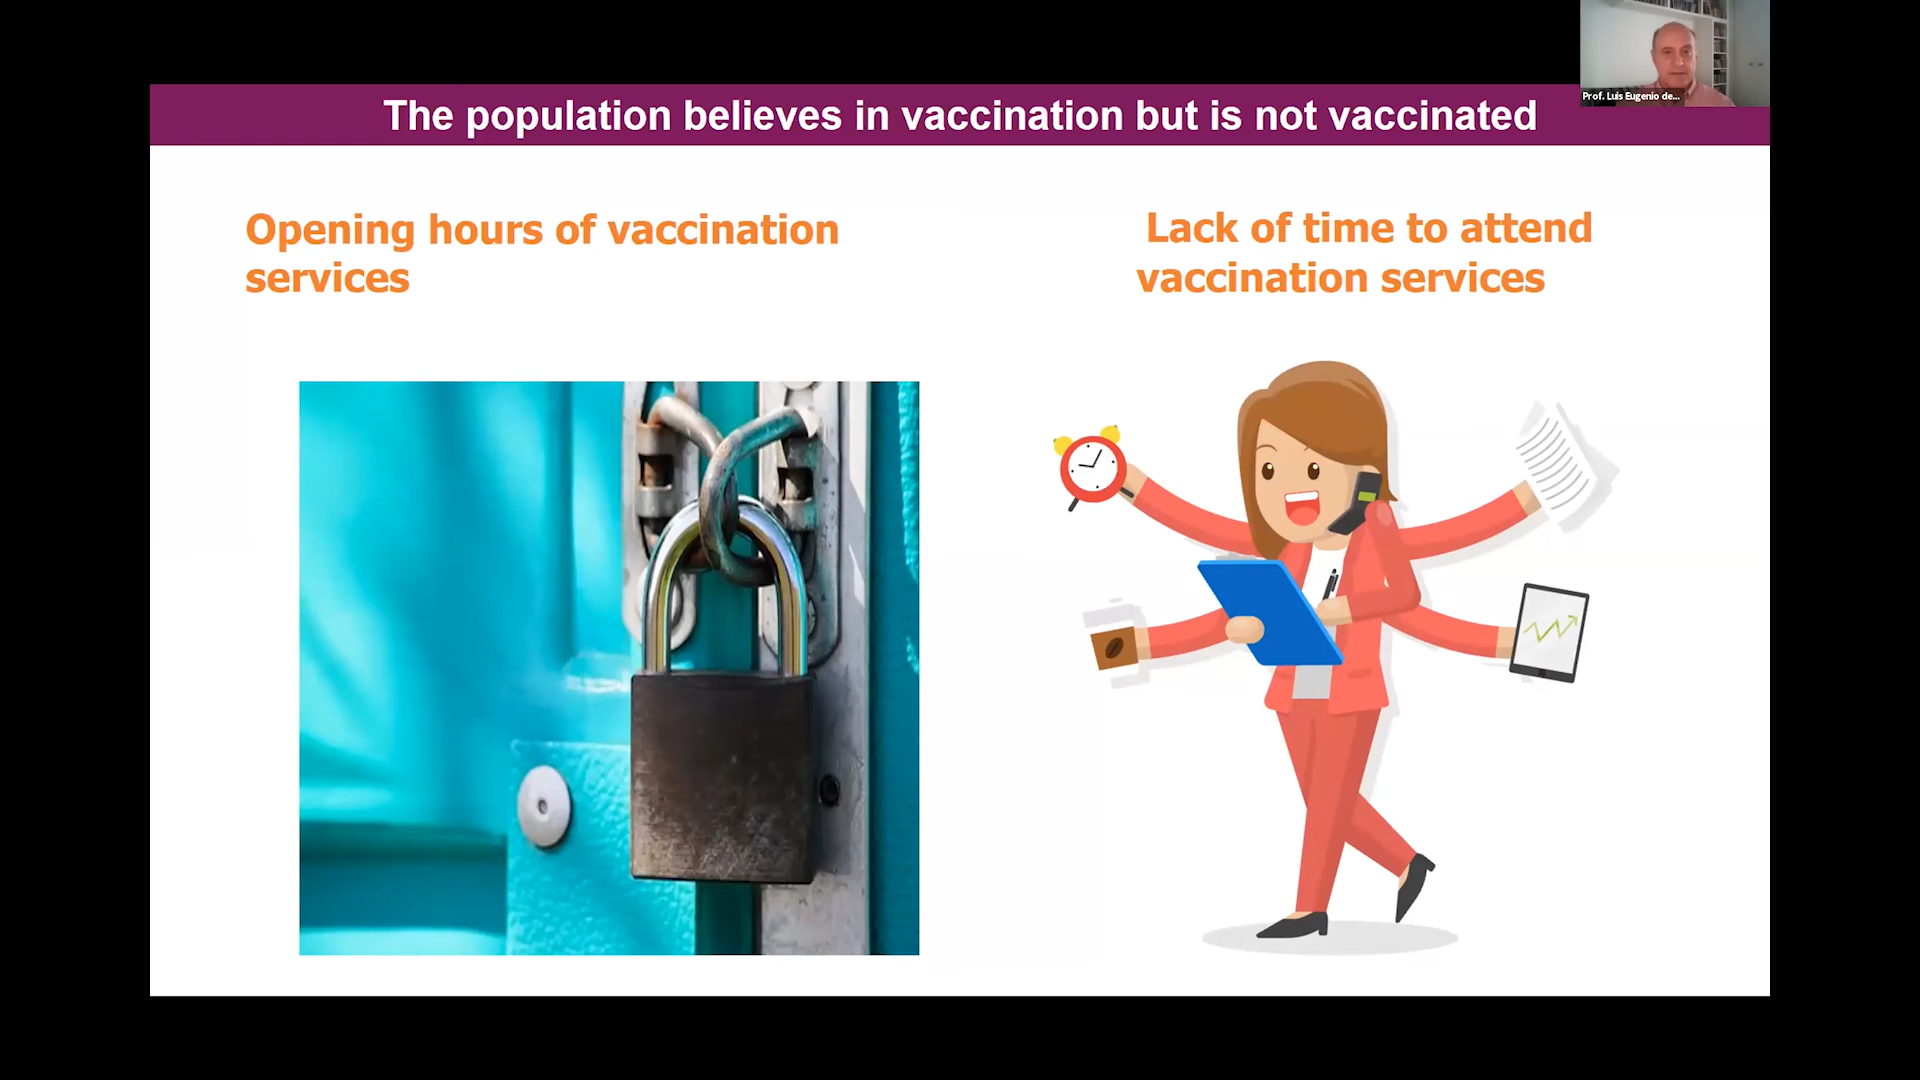 Prof. Luis Eugenio de...
The population believes in vaccination but is not vaccinated
Opening hours of vaccination
services
Lack of time to attend
vaccination services